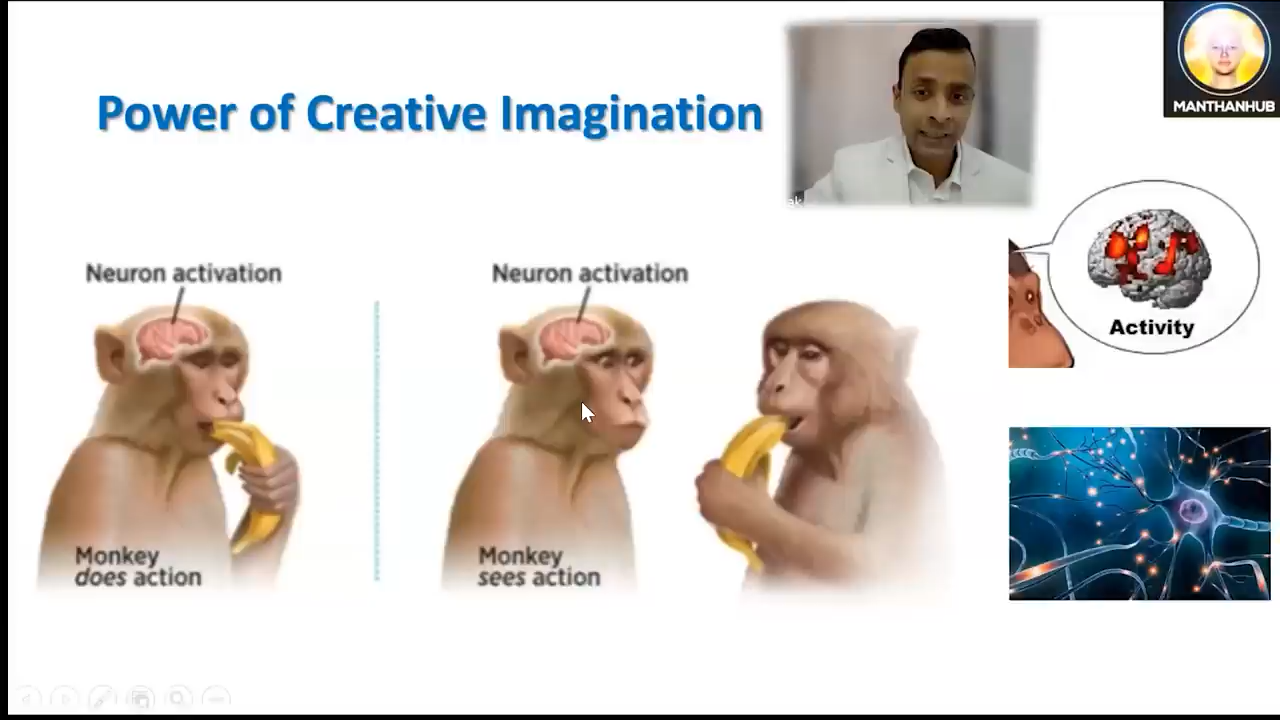 Power of Creative Imagination
MANTHANHUB
Neuron activation
Neuron activation
Activity
Monkey
does action
Monkey
sees action